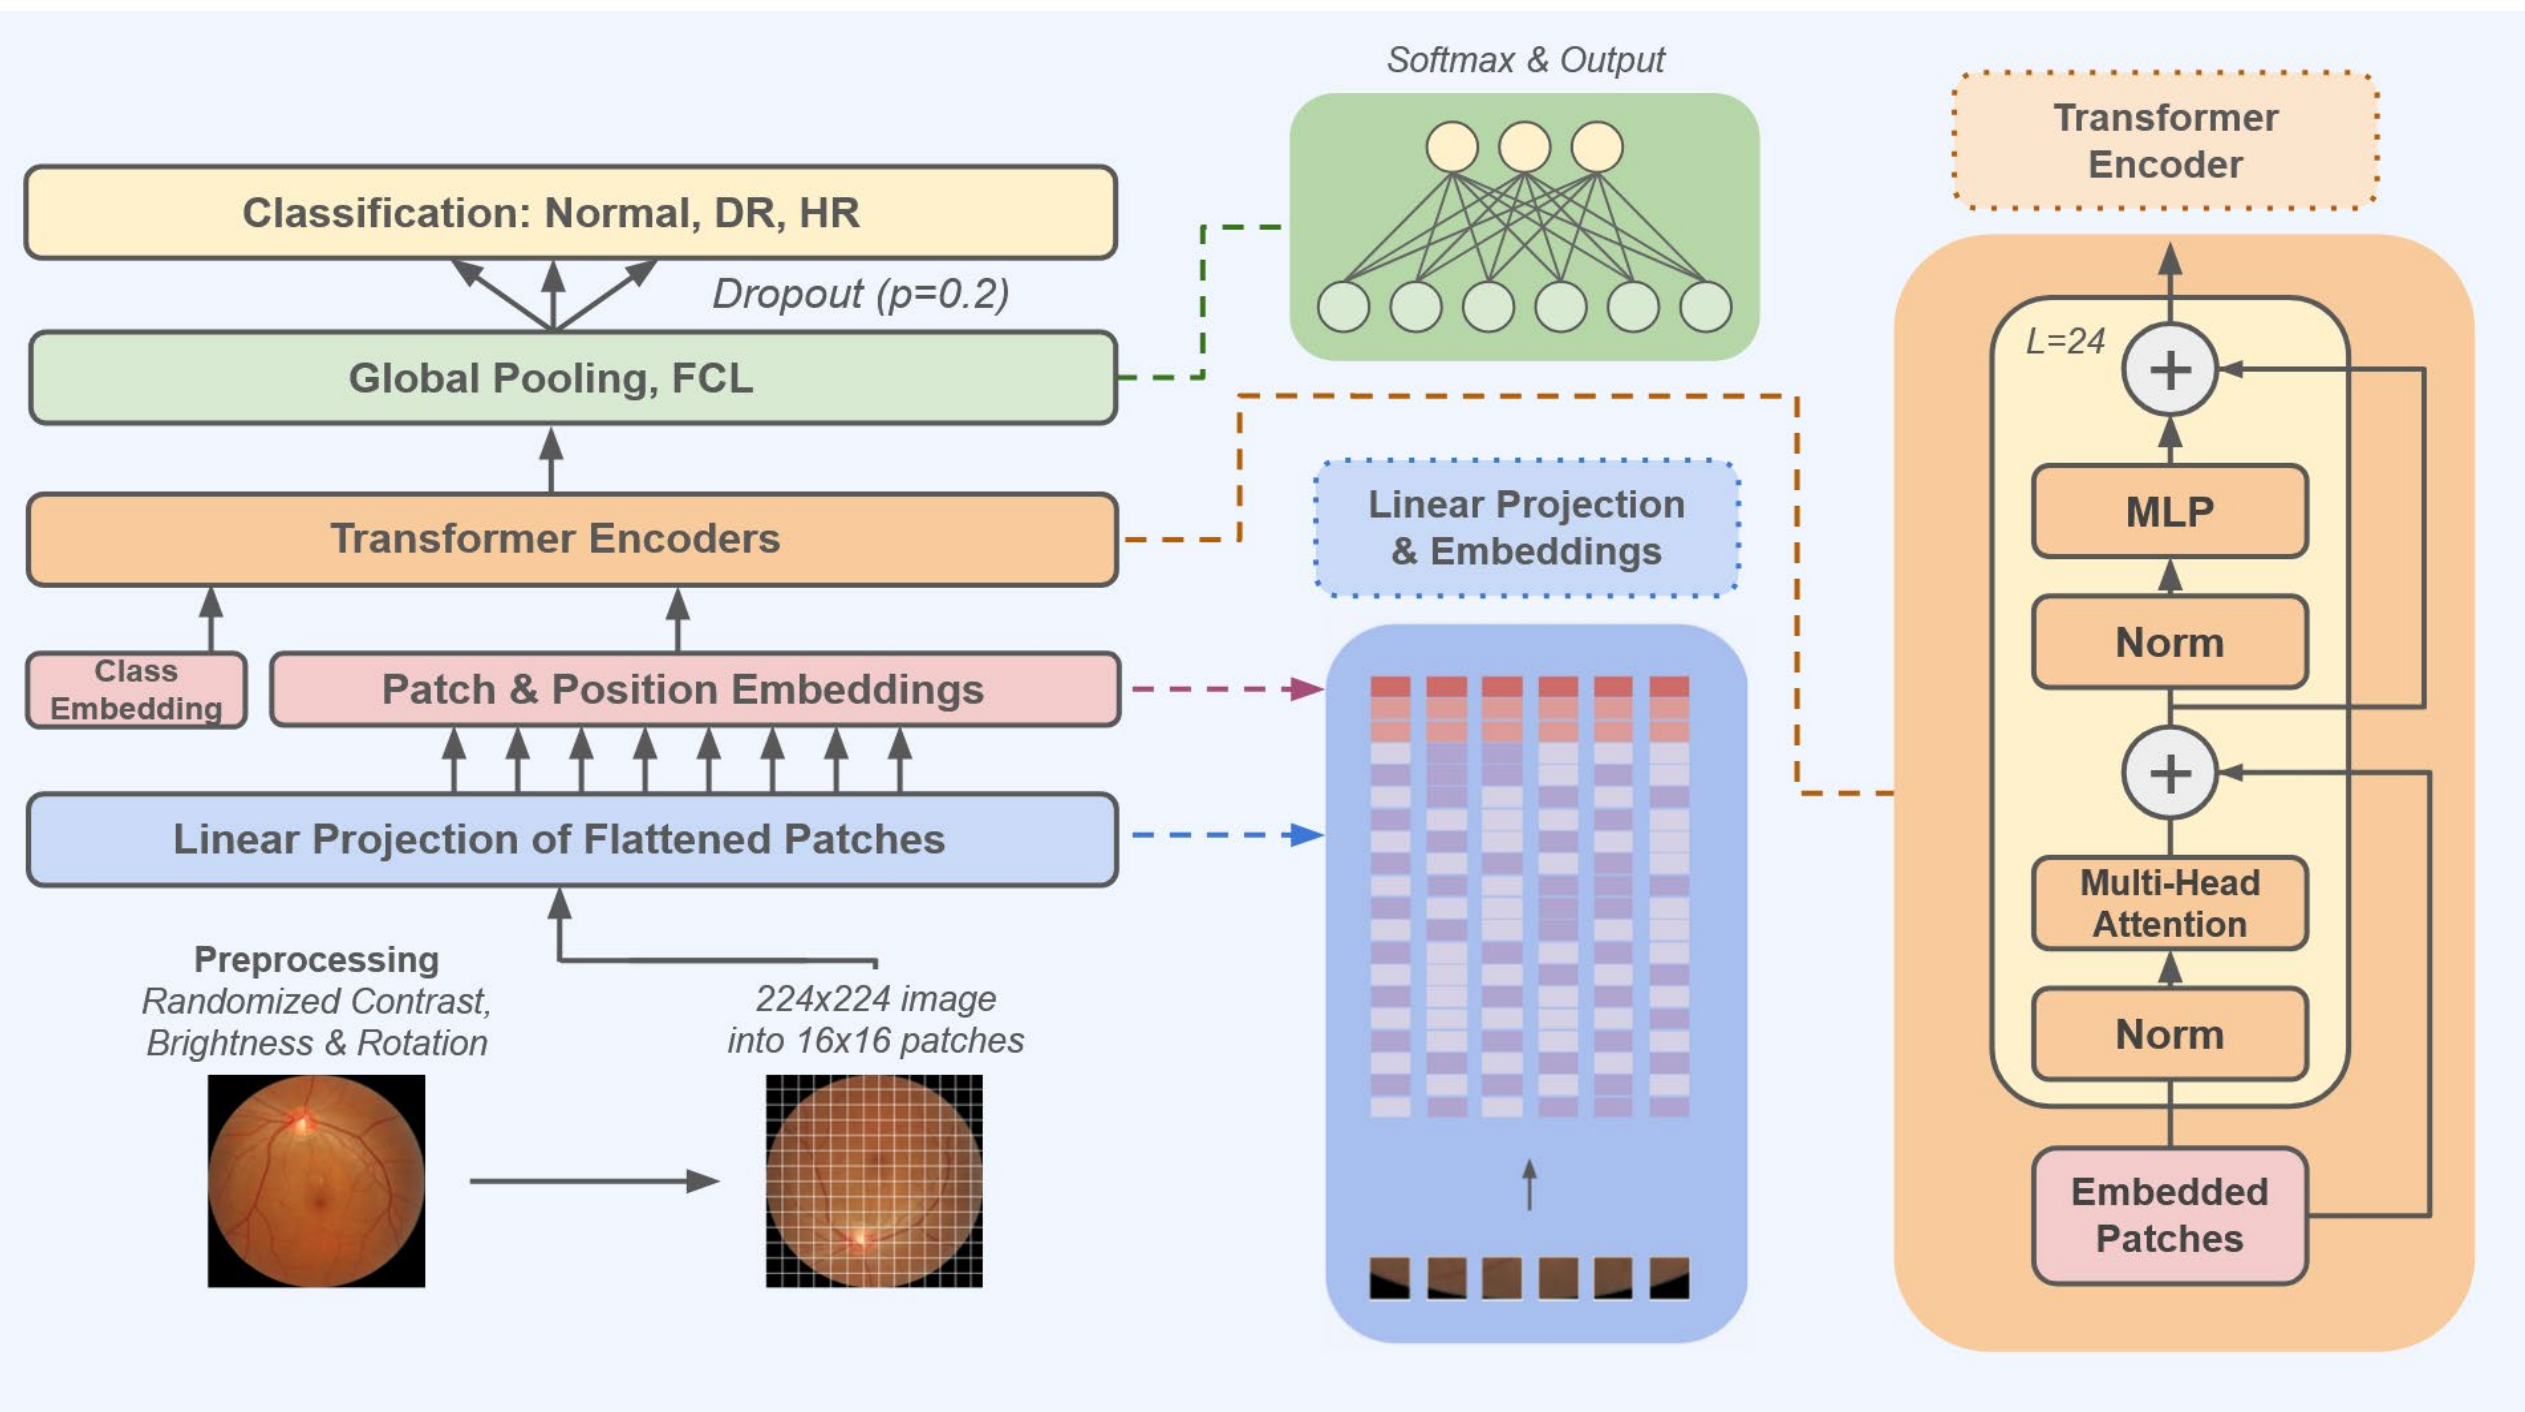 Softmax & Output
Classification: Normal, DR, HR
Dropout (p=0.2)
Global Pooling, FCL
Transformer Encoders
Class
Embedding
Patch & Position Embeddings
Linear Projection of Flattened Patches
Preprocessing
Randomized Contrast,
Brightness & Rotation
224x224 image
into 16x16 patches
Linear Projection
& Embeddings
Transformer
Encoder
L=24
+
MLP
Norm
+
Multi-Head
Attention
Norm
Embedded
Patches